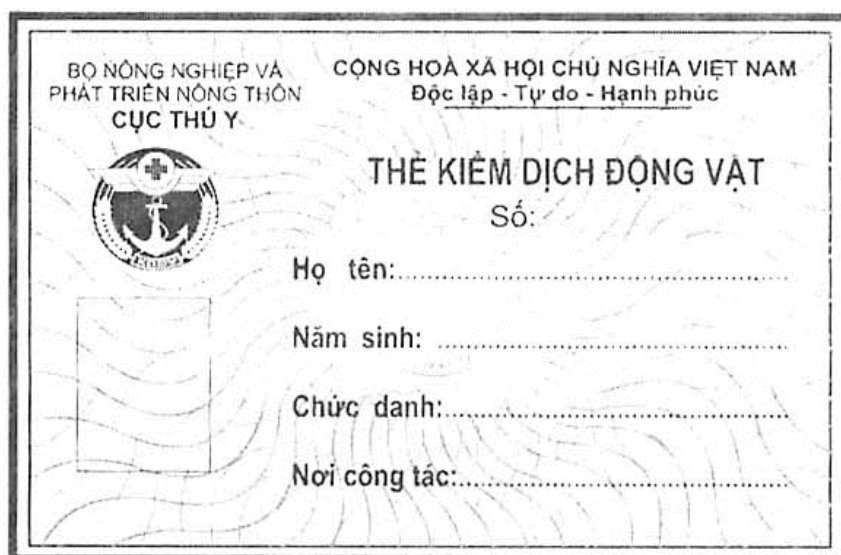 BỘ NÔNG NGHIỆP VÀ
PHÁT TRIỂN NÔNG THÔN
CỤC THÚ Y
CỘNG HOÀ XÃ HỘI CHỦ NGHĨA VIỆT NAM
Độc lập - Tự do - Hạnh phúc
THẺ KIỂM DỊCH ĐỘNG VẬT
Số:
Họ tên:
Năm sinh:
Chức danh:
Nơi công tác: